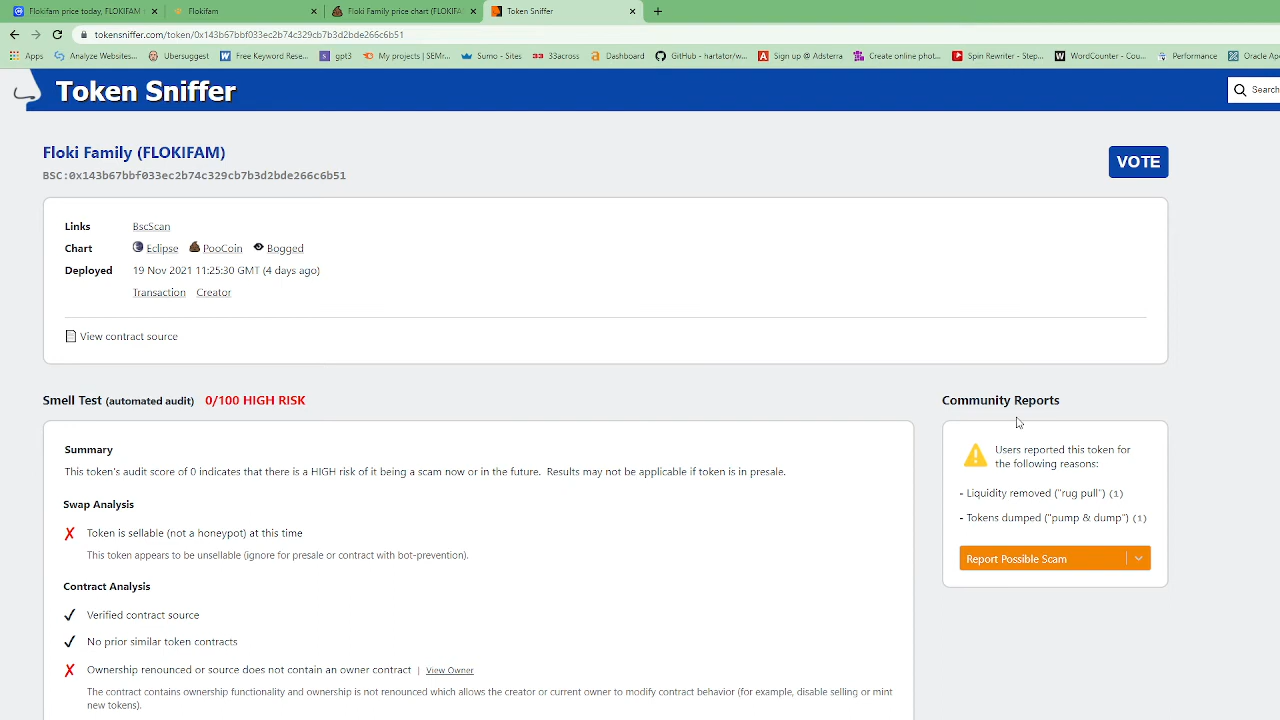 Flokifam price today, FLOKIFAM
Flokifam
Floki Family price chart (FLOKIFA
Token Sniffer
tokensniffer.com/token/0x143b67bbf033ec2b74c329cb7b3d2bde266c6b51
Apps
Analyze Websites...
Ubersuggest
Free Keyword Rese...
gpt3
My projects | SEMr...
Sumo - Sites
33across
Dashboard
GitHub - hartator/w...
Sign up @ Adsterra
Create online phot...
Spin Rewriter - Step...
WordCounter - Cou...
Performance
Oracle Ape
Token Sniffer
Search
Floki Family (FLOKIFAM)
VOTE
BSC:0x143b67bbf033ec2b74c329cb7b3d2bde266c6b51
Links BscScan
Chart Eclipse PooCoin Bogged
Deployed 19 Nov 2021 11:25:30 GMT (4 days ago)
Transaction Creator
View contract source
Smell Test (automated audit) 0/100 HIGH RISK
Summary
This token's audit score of 0 indicates that there is a HIGH risk of it being a scam now or in the future. Results may not be applicable if token is in presale.
Swap Analysis
Token is sellable (not a honeypot) at this time
This token appears to be unsellable (ignore for presale or contract with bot-prevention).
Contract Analysis
Verified contract source
No prior similar token contracts
Ownership renounced or source does not contain an owner contract | View Owner
The contract contains ownership functionality and ownership is not renounced which allows the creator or current owner to modify contract behavior (for example, disable selling or mint
new tokens).
Community Reports
Users reported this token for
the following reasons:
- Liquidity removed ("rug pull") (1)
- Tokens dumped ("pump & dump") (1)
Report Possible Scam